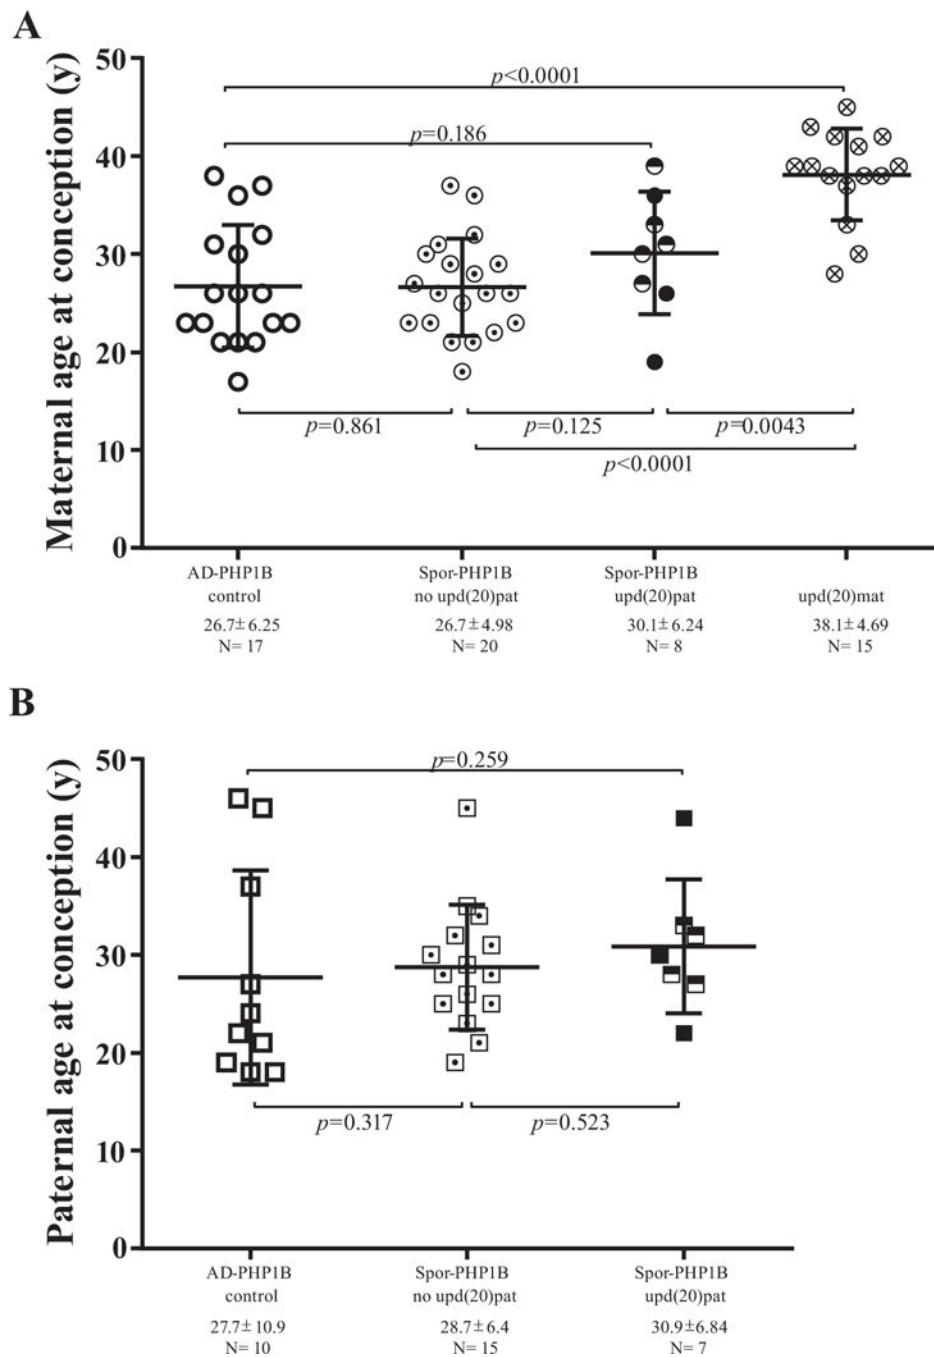 A
Maternal age at conception (y)
50
40
30
20
10
0
p<0.0001
p=0.186
p=0.861
p=0.125
p=0.0043
p<0.0001
AD-PHP1B
control
26.7±6.25
N= 17
Spor-PHP1B
no upd(20)pat
26.7±4.98
N= 20
Spor-PHP1B
upd(20)pat
30.1±6.24
N= 8
upd(20)mat
38.1±4.69
N= 15
B
Paternal age at conception (y)
50
40
30
20
10
0
p=0.259
p=0.317
p=0.523
AD-PHP1B
control
27.7±10.9
N= 10
Spor-PHP1B
no upd(20)pat
28.7±6.4
N= 15
Spor-PHP1B
upd(20)pat
30.9±6.84
N= 7